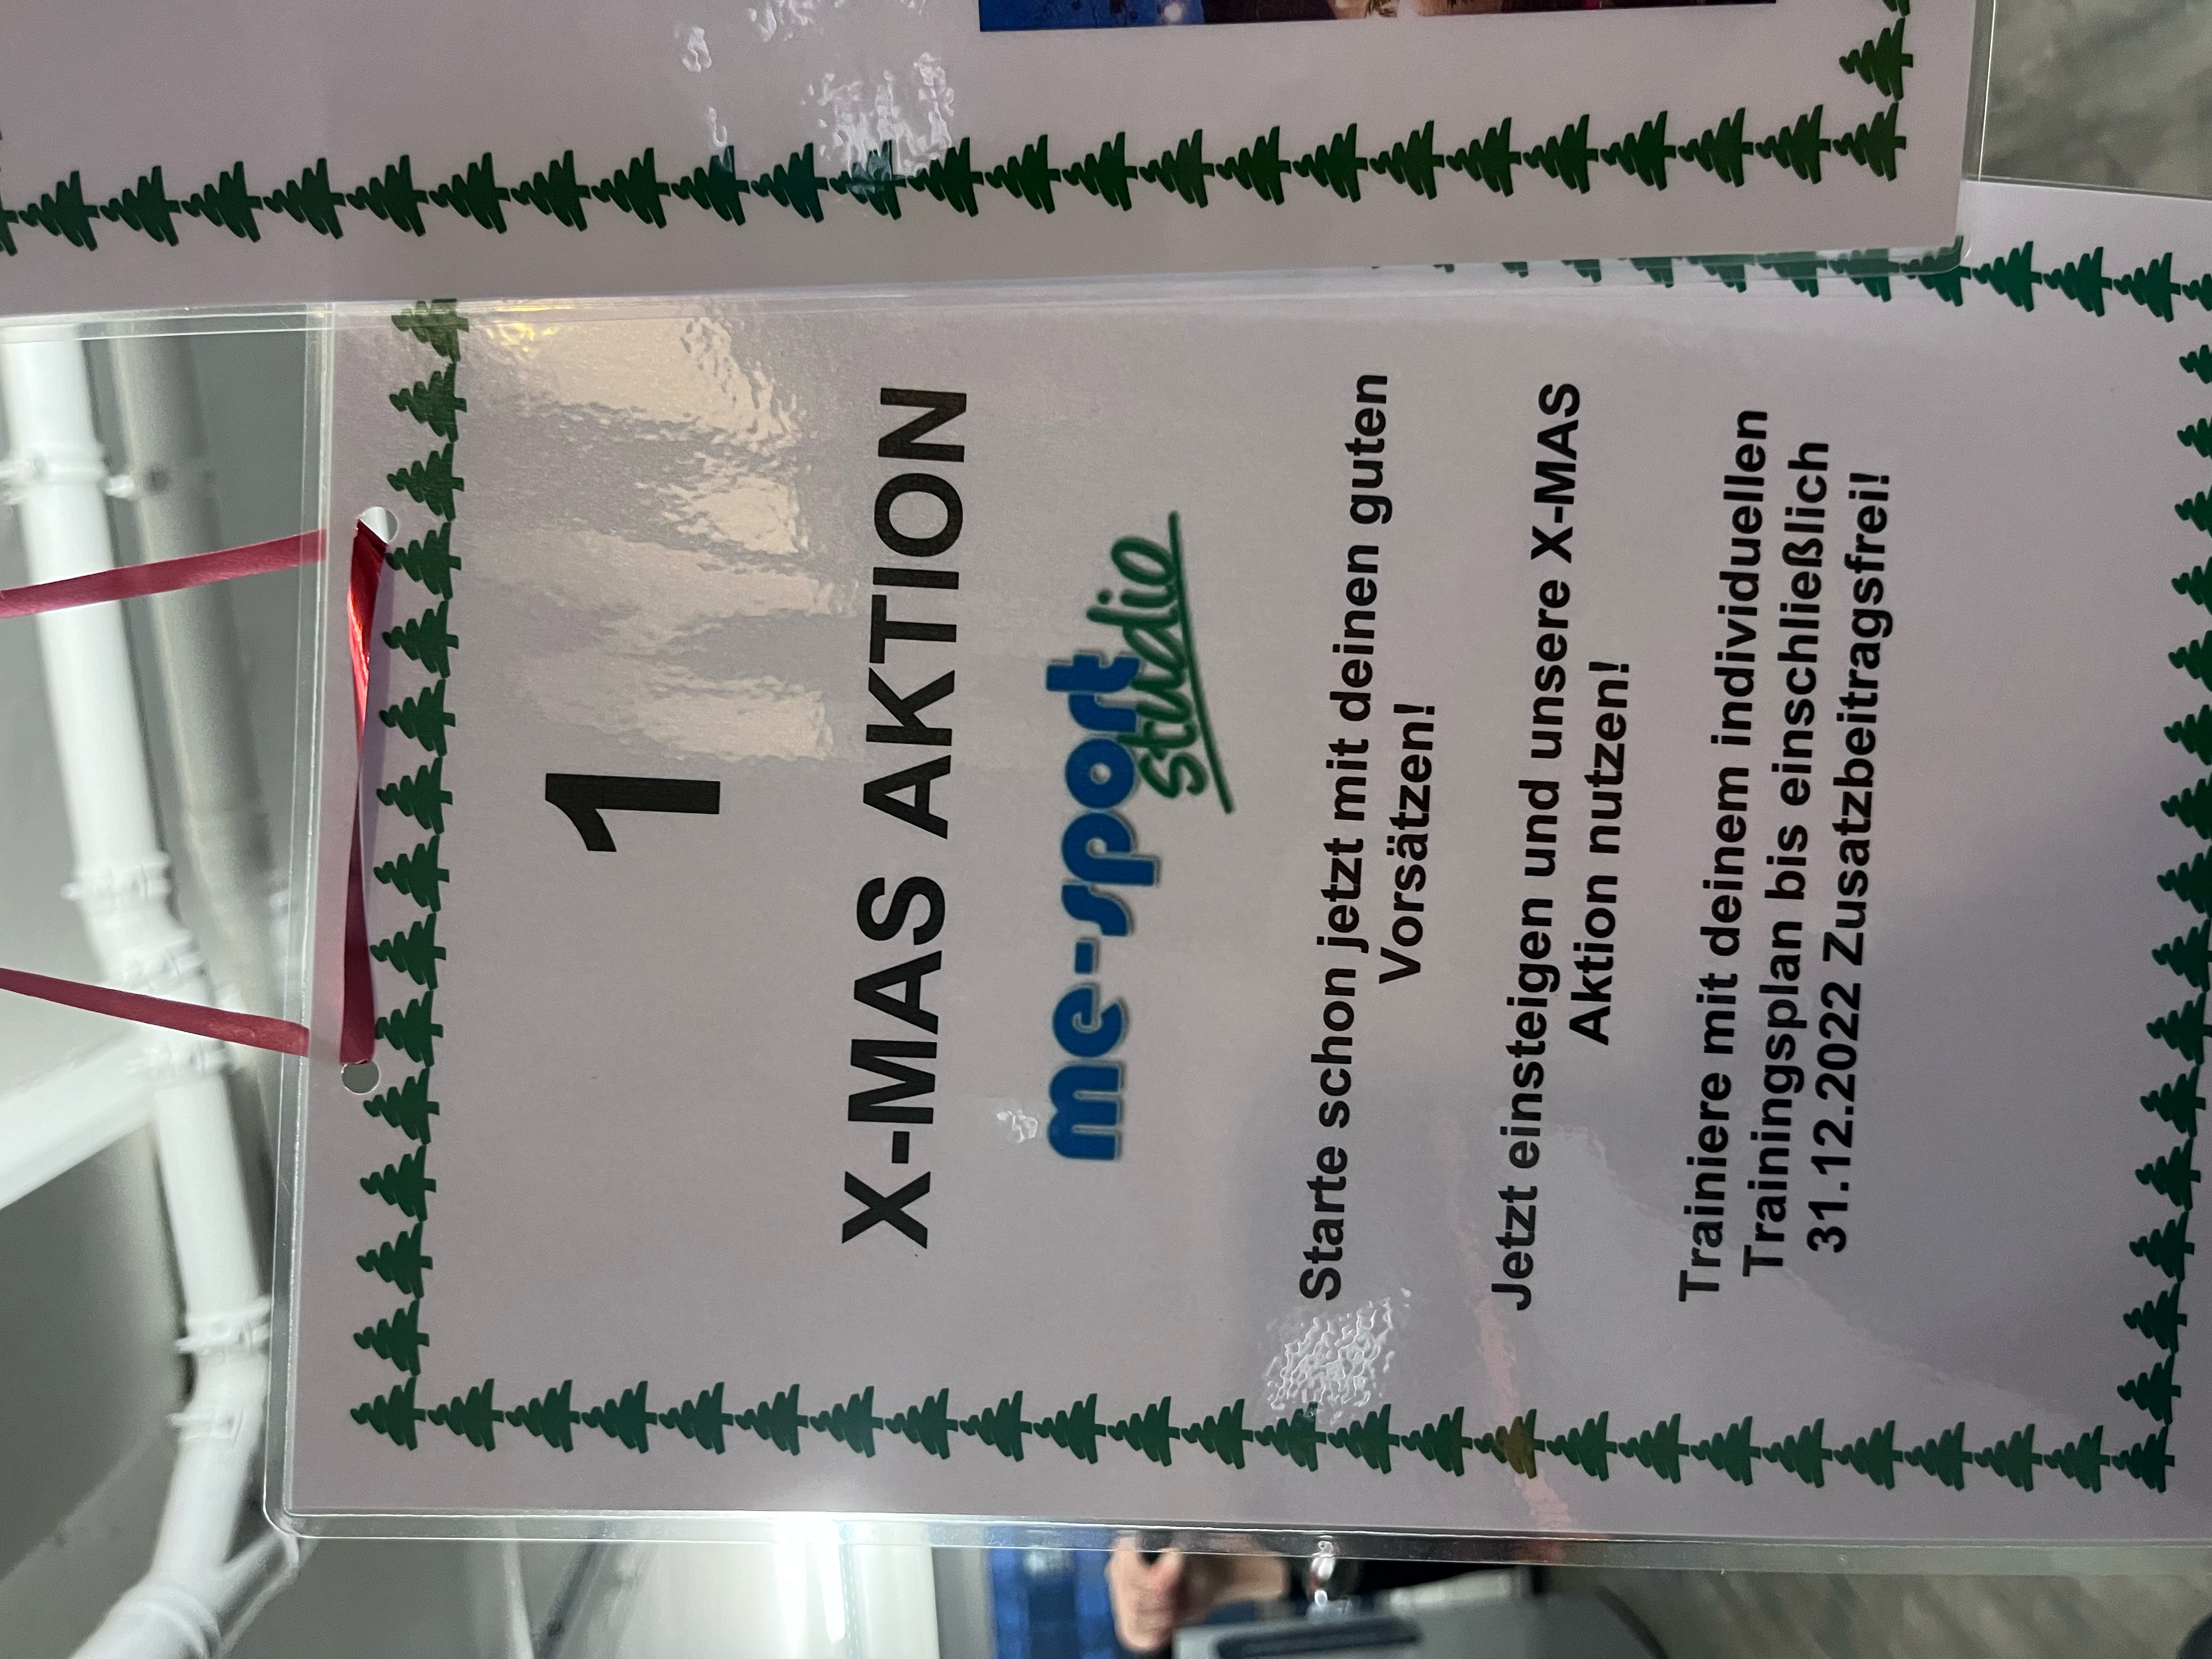 1
X-MAS AKTION
me-sport
studio
Starte schon jetzt mit deinen guten
Vorsätzen!
Jetzt einsteigen und unsere X-MAS
Aktion nutzen!
Trainiere mit deinem individuellen
Trainingsplan bis einschließlich
31.12.2022 Zusatzbeitragsfrei!